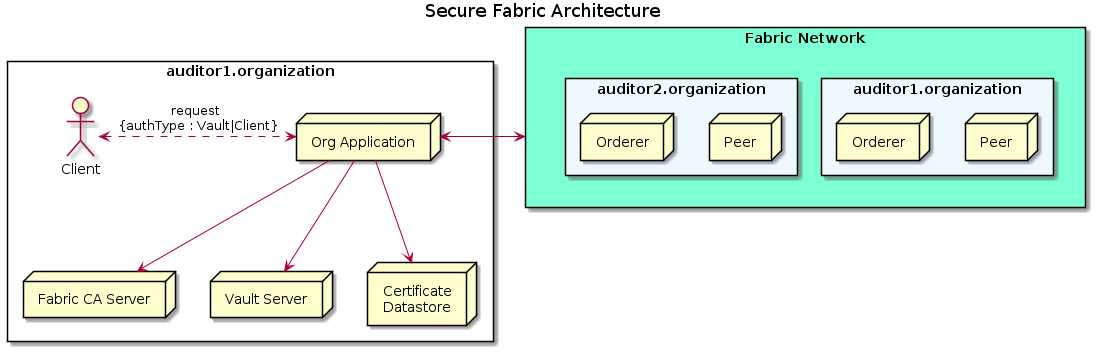 Secure Fabric Architecture
auditor1.organization
Client
request
{authType : Vault|Client}
Org Application
Fabric CA Server
Vault Server
Certificate
Datastore
Fabric Network
auditor2.organization
Orderer
Peer
auditor1.organization
Orderer
Peer